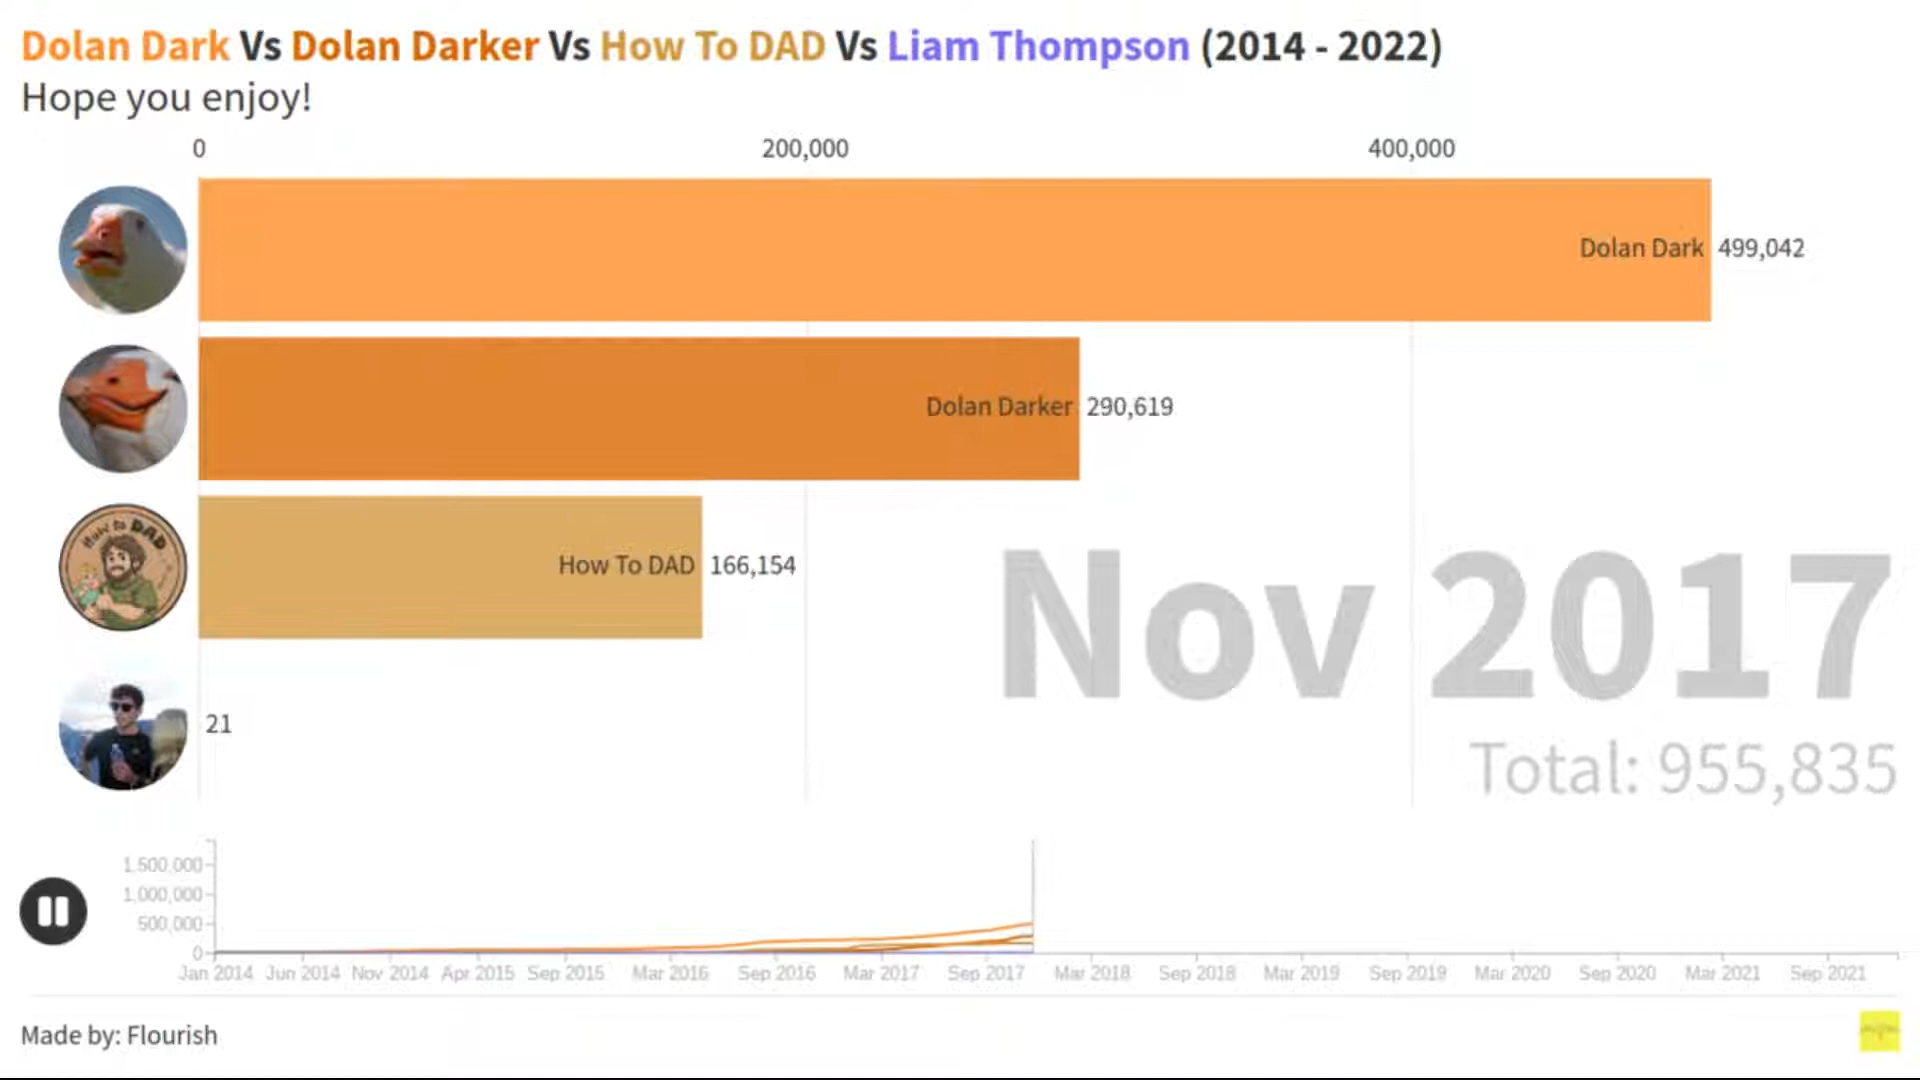 Dolan Dark Vs Dolan Darker Vs How To DAD Vs Liam Thompson (2014 - 2022)
Hope you enjoy!
0 200,000 400,000
Dolan Dark 499,042
Dolan Darker 290,619
How to DAD
How To DAD 166,154
21
Nov 2017
Total: 955,835
1,500,000
1,000,000
500,000
0
Jan 2014 Jun 2014 Nov 2014 Apr 2015 Sep 2015 Mar 2016 Sep 2016 Mar 2017 Sep 2017 Mar 2018 Sep 2018 Mar 2019 Sep 2019 Mar 2020 Sep 2020 Mar 2021 Sep 2021
Made by: Flourish